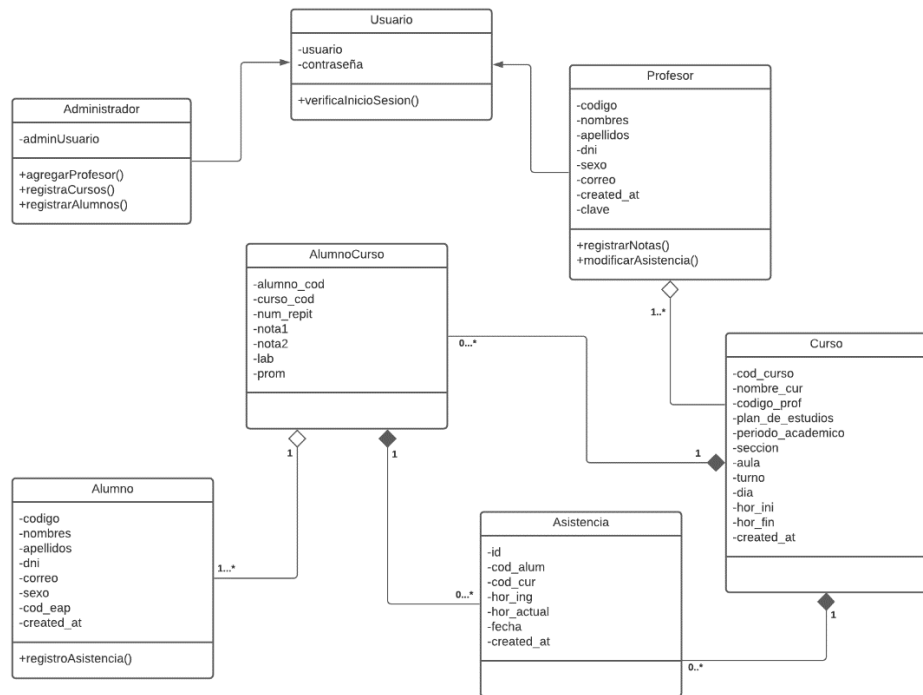 Usuario
-usuario
-contraseña
+verificaInicioSesion()
Administrador
-adminUsuario
+agregarProfesor()
+registraCursos()
+registrarAlumnos()
Profesor
-codigo
-nombres
-apellidos
-dni
-sexo
-correo
-created_at
-clave
+registrarNotas()
+modificarAsistencia()
1..*
AlumnoCurso
-alumno_cod
-curso_cod
-num_repit
-nota1
-nota2
-lab
-prom
0...*
1
1
Curso
-cod_curso
-nombre_cur
-codigo_prof
-plan_de_estudios
-periodo_academico
-seccion
-aula
-turno
-dia
-hor_ini
-hor_fin
-created_at
1
1
Alumno
-codigo
-nombres
-apellidos
-dni
-correo
-sexo
-cod_eap
-created_at
+registroAsistencia()
1...*
Asistencia
-id
-cod_alum
-cod_cur
-hor_ing
-hor_actual
-fecha
-created_at
0...*
0..*